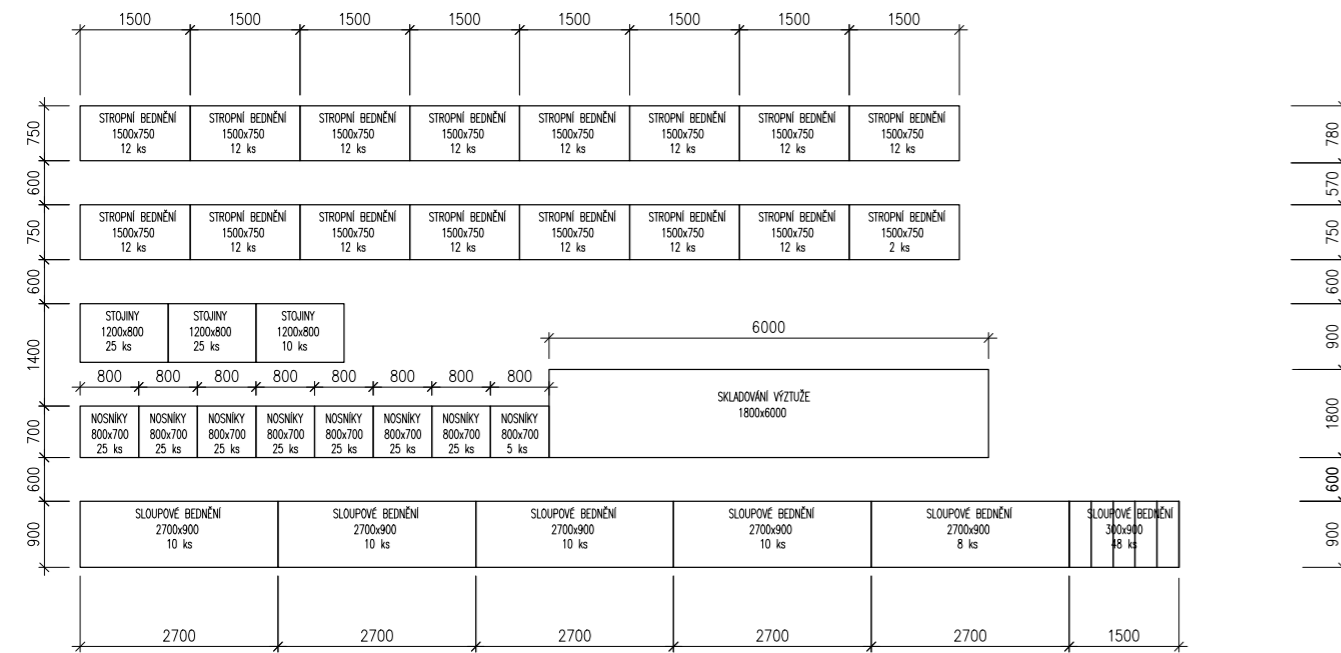 1500 1500 1500 1500 1500 1500 1500 1500
STROPNÍ BEDNĚNÍ STROPNÍ BEDNĚNÍ STROPNÍ BEDNĚNÍ STROPNÍ BEDNĚNÍ STROPNÍ BEDNĚNÍ STROPNÍ BEDNĚNÍ STROPNÍ BEDNĚNÍ STROPNÍ BEDNĚNÍ
750 1500x750 1500x750 1500x750 1500x750 1500x750 1500x750 1500x750 1500x750 780
12 ks 12 ks 12 ks 12 ks 12 ks 12 ks 12 ks 12 ks
600 570
STROPNÍ BEDNĚNÍ STROPNÍ BEDNĚNÍ STROPNÍ BEDNĚNÍ STROPNÍ BEDNĚNÍ STROPNÍ BEDNĚNÍ STROPNÍ BEDNĚNÍ STROPNÍ BEDNĚNÍ STROPNÍ BEDNĚNÍ
750 1500x750 1500x750 1500x750 1500x750 1500x750 1500x750 1500x750 1500x750 750
12 ks 12 ks 12 ks 12 ks 12 ks 12 ks 12 ks 2 ks
600 600
STOJINY STOJINY STOJINY
1200x800 1200x800 1200x800 6000 900
25 ks 25 ks 10 ks
1400
800 800 800 800 800 800 800 800
SKLADOVÁNÍ VÝZTUŽE
1800x6000 1800
NOSNÍKY NOSNÍKY NOSNÍKY NOSNÍKY NOSNÍKY NOSNÍKY NOSNÍKY NOSNÍKY
700 800x700 800x700 800x700 800x700 800x700 800x700 800x700 800x700
25 ks 25 ks 25 ks 25 ks 25 ks 25 ks 25 ks 5 ks
600 600
SLOUPOVÉ BEDNĚNÍ SLOUPOVÉ BEDNĚNÍ SLOUPOVÉ BEDNĚNÍ SLOUPOVÉ BEDNĚNÍ SLOUPOVÉ BEDNĚNÍ SLOUPOVÉ BEDNĚNÍ
900 2700x900 2700x900 2700x900 2700x900 2700x900 300x900 900
10 ks 10 ks 10 ks 10 ks 8 ks 48 ks
2700 2700 2700 2700 2700 1500